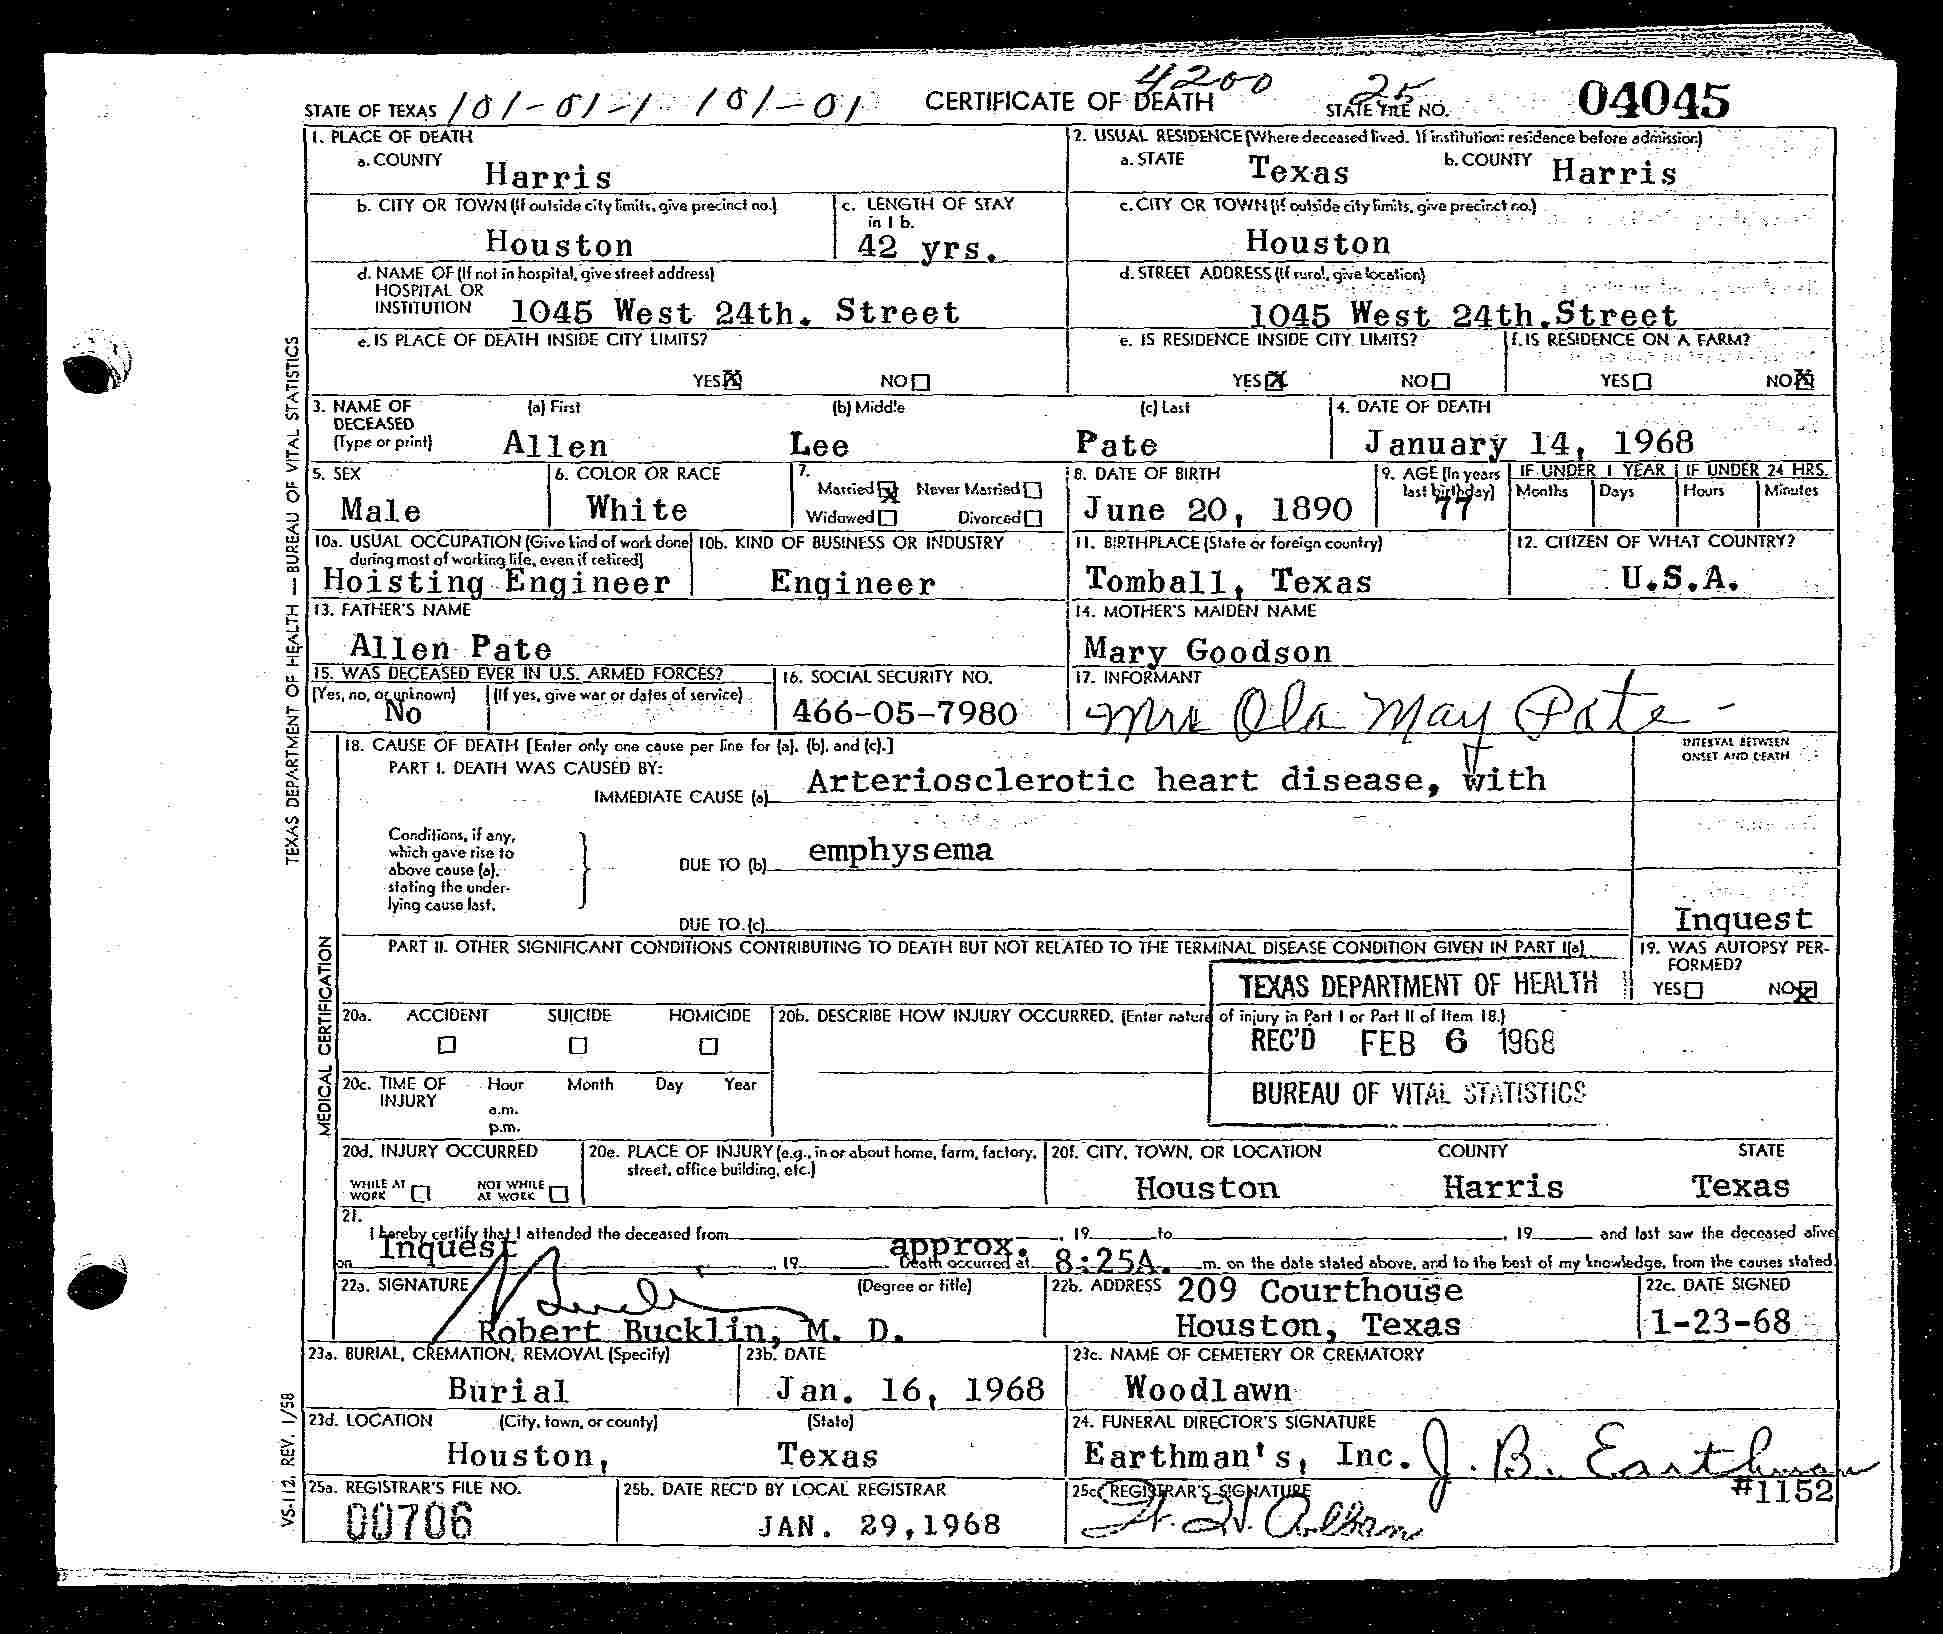 STATE OF TEXAS 101-01-1 101-01 CERTIFICATE OF DEATH 4200 STATE FILE NO. 25 04045
1. PLACE OF DEATH
a. COUNTY Harris
2. USUAL RESIDENCE (Where deceased lived. If institution: residence before admission)
a. STATE Texas b. COUNTY Harris
b. CITY OR TOWN (If outside city limits, give precinct no.) Houston
c. LENGTH OF STAY in 1 b. 42 yrs.
c. CITY OR TOWN (If outside city limits, give precinct no.) Houston
d. NAME OF (If not in hospital, give street address) HOSPITAL OR INSTITUTION 1045 West 24th. Street
d. STREET ADDRESS (If rural, give location) 1045 West 24th. Street
e. IS PLACE OF DEATH INSIDE CITY LIMITS?
YES X NO
e. IS RESIDENCE INSIDE CITY LIMITS?
YES X NO
f. IS RESIDENCE ON A FARM?
YES NO X
3. NAME OF DECEASED (Type or print)
(a) First Allen (b) Middle Lee (c) Last Pate
4. DATE OF DEATH January 14, 1968
5. SEX Male
6. COLOR OR RACE White
7. Married X Never Married
Widowed Divorced
8. DATE OF BIRTH June 20, 1890
9. AGE (In years last birthday) 77
IF UNDER 1 YEAR Months Days
IF UNDER 24 HRS. Hours Minutes
10a. USUAL OCCUPATION (Give kind of work done during most of working life, even if retired) Hoisting Engineer
10b. KIND OF BUSINESS OR INDUSTRY Engineer
11. BIRTHPLACE (State or foreign country) Tomball, Texas
12. CITIZEN OF WHAT COUNTRY? U.S.A.
13. FATHER'S NAME Allen Pate
14. MOTHER'S MAIDEN NAME Mary Goodson
15. WAS DECEASED EVER IN U.S. ARMED FORCES?
(Yes, no, or unknown) No (If yes, give war or dates of service)
16. SOCIAL SECURITY NO. 466-05-7980
17. INFORMANT Mrs Ola May Pate
18. CAUSE OF DEATH [Enter only one cause per line for (a), (b), and (c).]
PART I. DEATH WAS CAUSED BY:
IMMEDIATE CAUSE (a) Arteriosclerotic heart disease, with
INTERVAL BETWEEN ONSET AND DEATH
Conditions, if any, which gave rise to above cause (a), stating the underlying cause last.
DUE TO (b) emphysema
DUE TO (c)
Inquest
PART II. OTHER SIGNIFICANT CONDITIONS CONTRIBUTING TO DEATH BUT NOT RELATED TO THE TERMINAL DISEASE CONDITION GIVEN IN PART I(a)
19. WAS AUTOPSY PERFORMED?
YES NO X
TEXAS DEPARTMENT OF HEALTH
REC'D FEB 6 1968
BUREAU OF VITAL STATISTICS
20a. ACCIDENT SUICIDE HOMICIDE
20b. DESCRIBE HOW INJURY OCCURRED. (Enter nature of injury in Part I or Part II of Item 18.)
20c. TIME OF INJURY Hour Month Day Year
a.m.
p.m.
20d. INJURY OCCURRED
WHILE AT WORK NOT WHILE AT WORK
20e. PLACE OF INJURY (e.g., in or about home, farm, factory, street, office building, etc.)
20f. CITY, TOWN, OR LOCATION COUNTY STATE
Houston Harris Texas
21. I hereby certify that I attended the deceased from , 19 to , 19 and last saw the deceased alive
on Inquest , 19 . Death occurred at approx. 8:25A. m. on the date stated above, and to the best of my knowledge, from the causes stated.
22a. SIGNATURE (Degree or title)
Robert Bucklin, M. D.
22b. ADDRESS 209 Courthouse
Houston, Texas
22c. DATE SIGNED
1-23-68
23a. BURIAL, CREMATION, REMOVAL (Specify) Burial
23b. DATE Jan. 16, 1968
23c. NAME OF CEMETERY OR CREMATORY Woodlawn
23d. LOCATION (City, town, or county) (State)
Houston, Texas
24. FUNERAL DIRECTOR'S SIGNATURE
Earthman's, Inc. J. B. Earthman
#1152
25a. REGISTRAR'S FILE NO. 00706
25b. DATE REC'D BY LOCAL REGISTRAR JAN. 29, 1968
25c. REGISTRAR'S SIGNATURE
TEXAS DEPARTMENT OF HEALTH — BUREAU OF VITAL STATISTICS
MEDICAL CERTIFICATION
VS-112, REV. 1/58